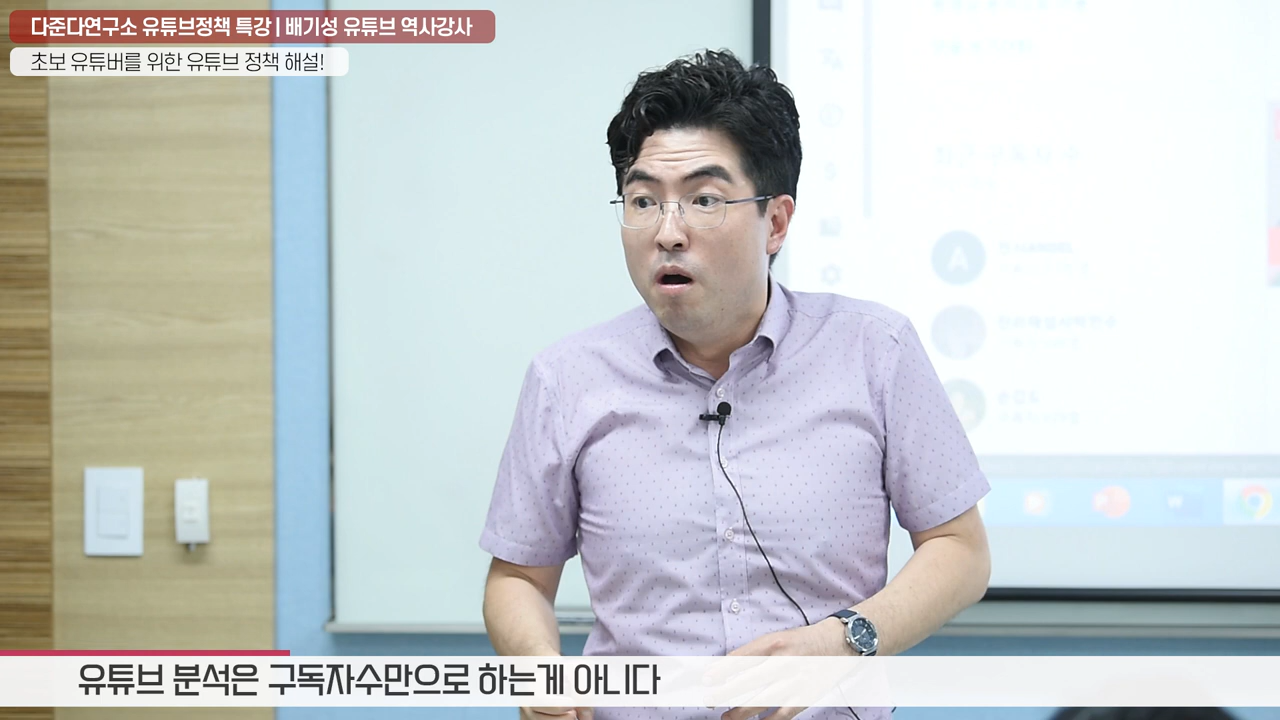 다준다연구소 유튜브정책 특강 | 배기성 유튜브 역사강사
초보 유튜버를 위한 유튜브 정책 해설!
A
유튜브 분석은 구독자수만으로 하는게 아니다